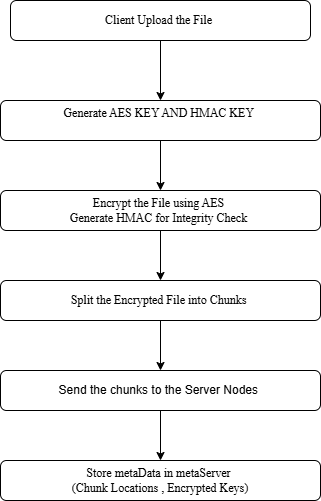 Client Upload the File
Generate AES KEY AND HMAC KEY
Encrypt the File using AES
Generate HMAC for Integrity Check
Split the Encrypted File into Chunks
Send the chunks to the Server Nodes
Store metaData in metaServer
(Chunk Locations , Encrypted Keys)